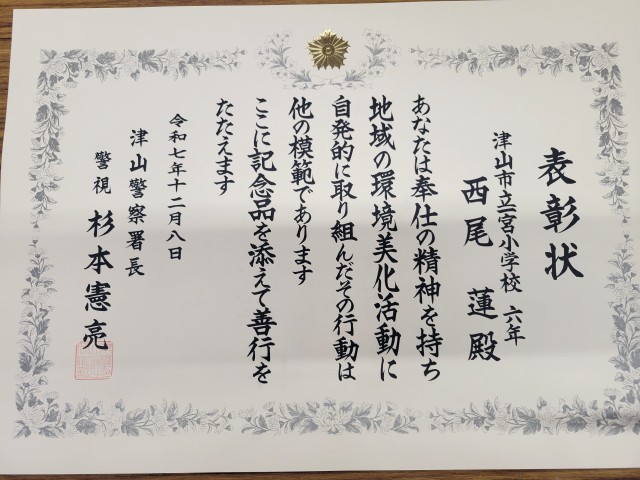 表彰状
津山市立一宮小学校 六年
西尾 蓮殿
あなたは奉仕の精神を持ち
地域の環境美化活動に
自発的に取り組んだその行動は
他の模範であります
ここに記念品を添えて善行を
たたえます
令和七年十二月八日
津山警察署長
警視 杉本憲亮